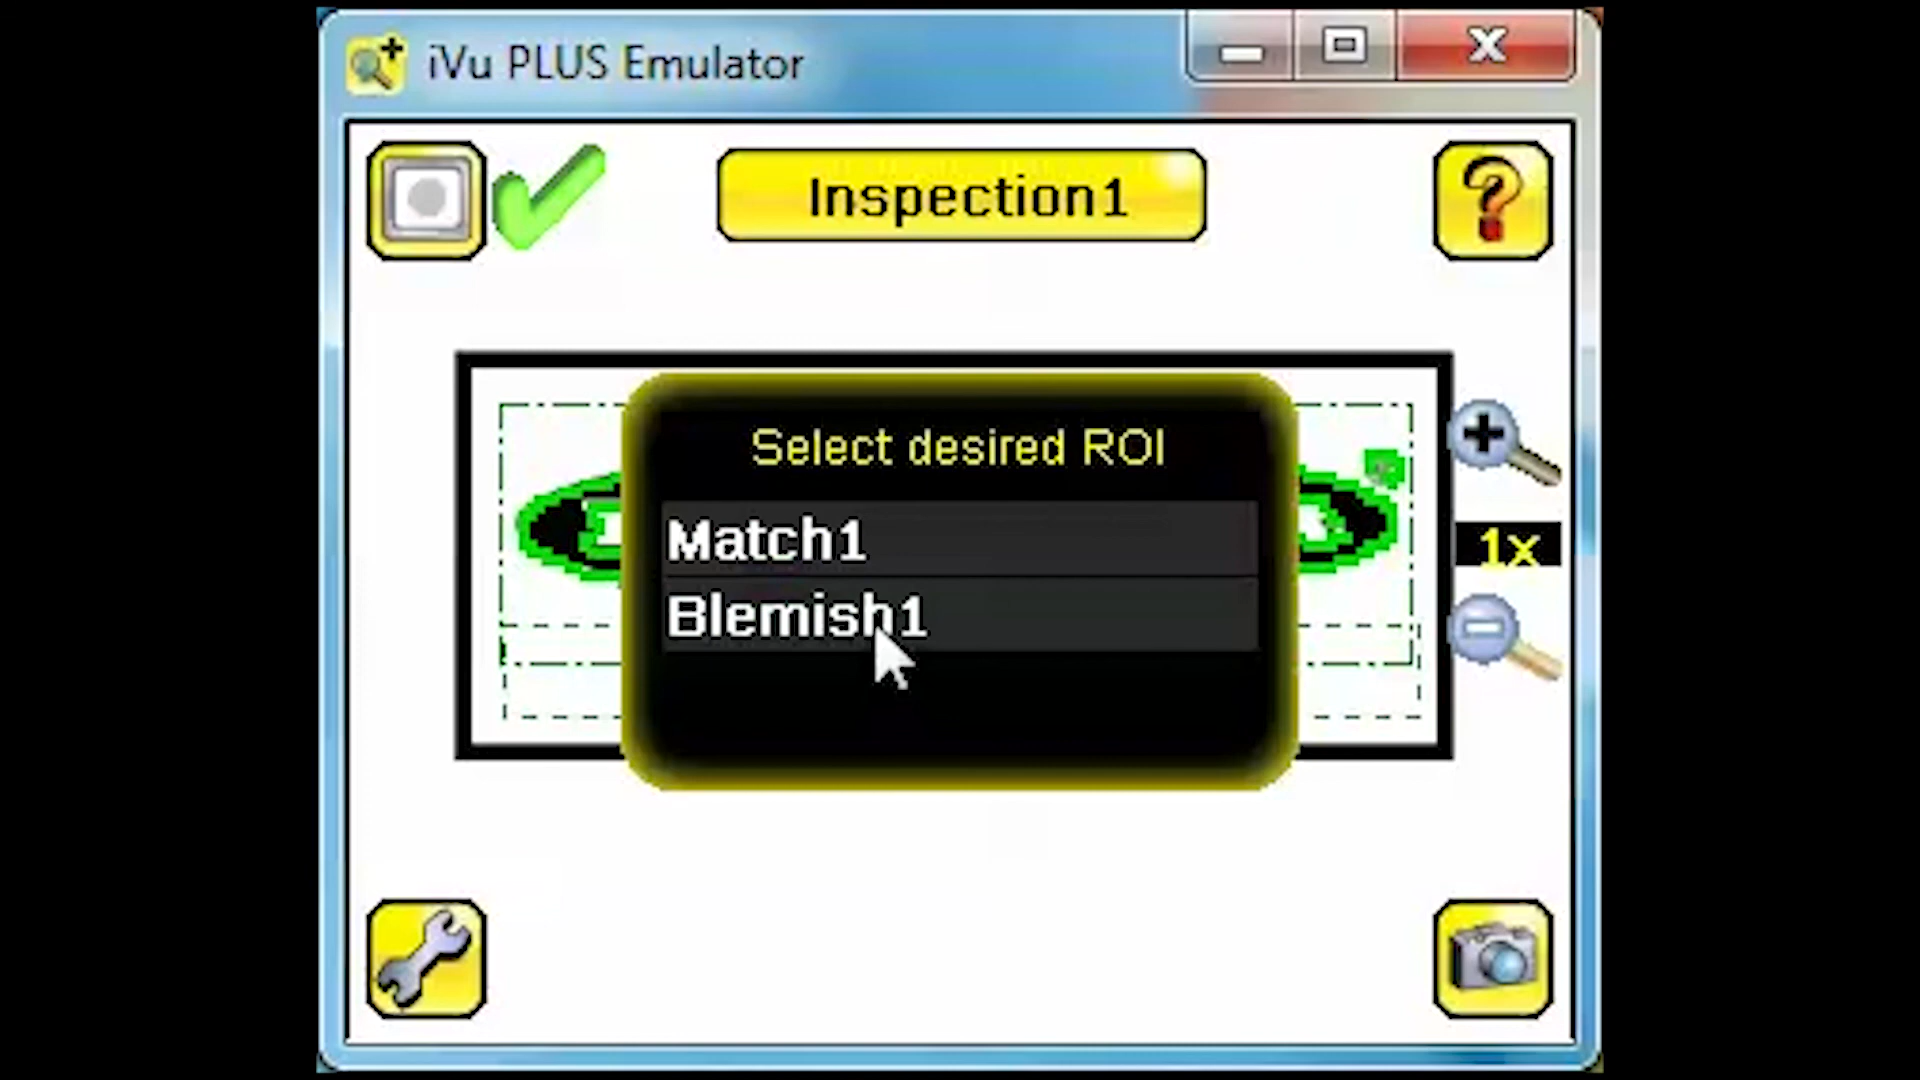 iVu PLUS Emulator
Inspection1
Select desired ROI
Match1
Blemish1
1x